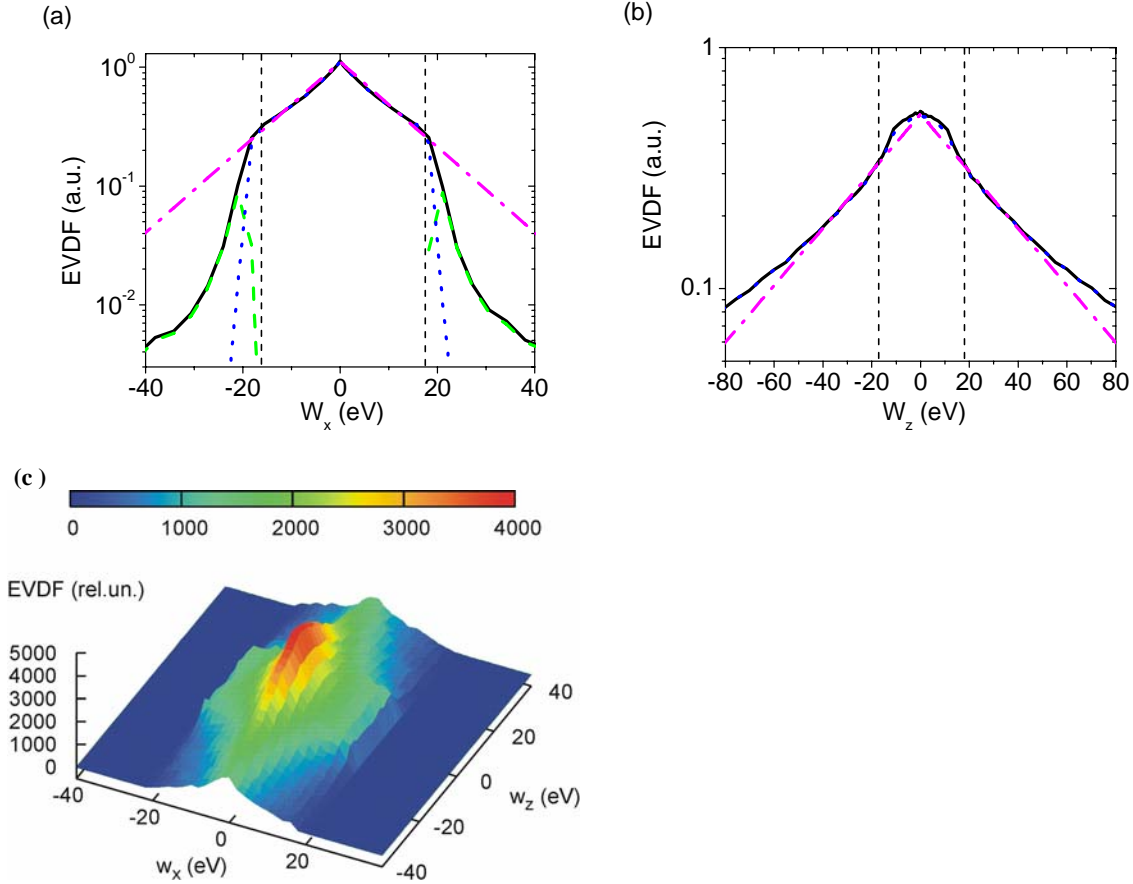 (a)
EVDF (a.u.)
10^0
10^-1
10^-2
-40 -20 0 20 40
W_x (eV)
(b)
EVDF (a.u.)
1
0.1
-80 -60 -40 -20 0 20 40 60 80
W_z (eV)
(c )
0 1000 2000 3000 4000
EVDF (rel.un.)
5000
4000
3000
2000
1000
0
-40 -20 0 20
w_x (eV)
40
20
0
-20
-40
w_z (eV)